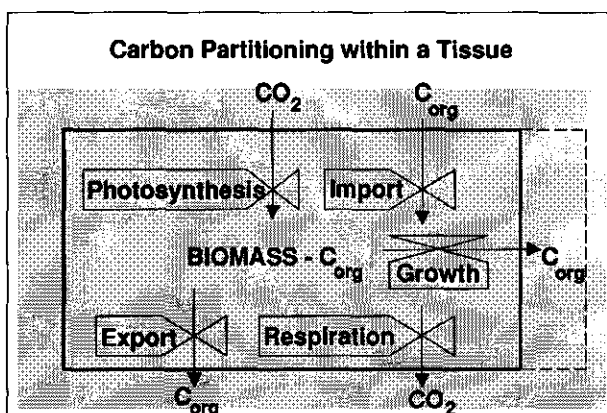 Carbon Partitioning within a Tissue
CO2 Corg
Photosynthesis Import
BIOMASS - Corg Growth Corg
Export Respiration
Corg CO2